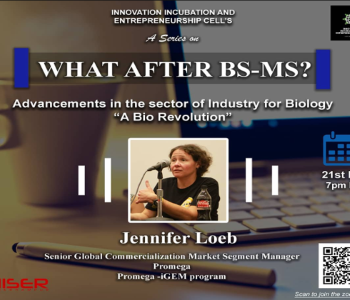 INNOVATION INCUBATION AND
ENTREPRENEURSHIP CELL'S
A Series on
WHAT AFTER BS-MS?
Advancements in the sector of Industry for Biology
"A Bio Revolution"
21st
7pm
Jennifer Loeb
Senior Global Commercialization Market Segment Manager
Promega
Promega -iGEM program
Scan to join the